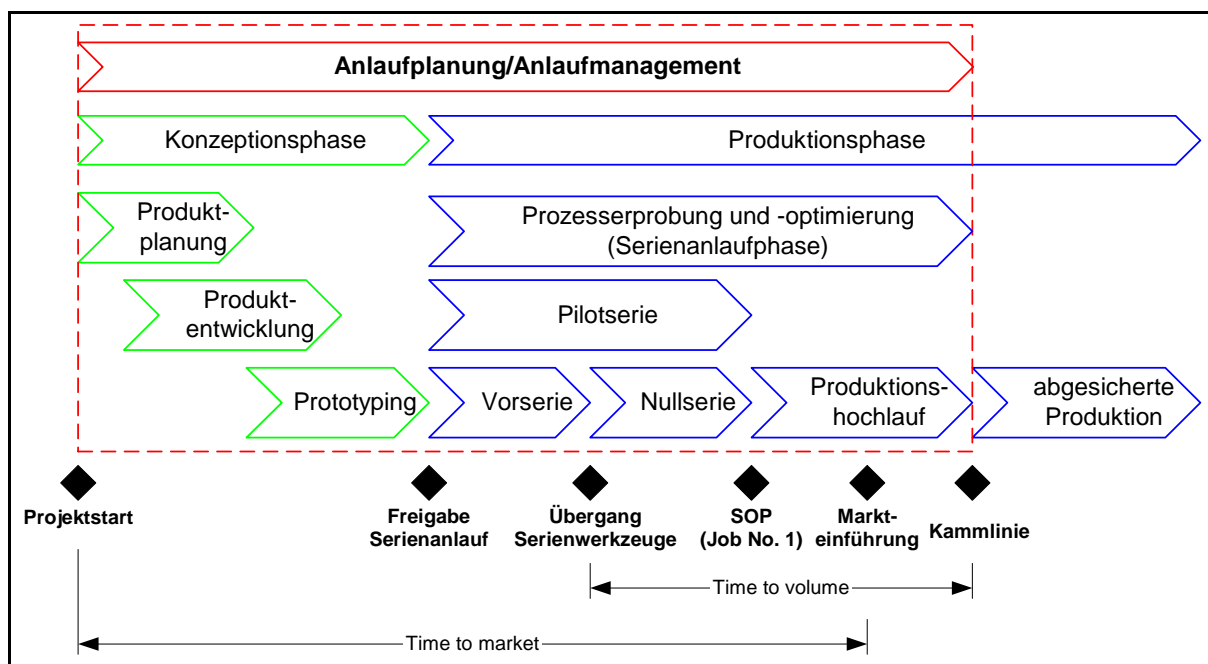 Anlaufplanung/Anlaufmanagement
Konzeptionsphase
Produktionsphase
Produkt-
planung
Prozesserprobung und -optimierung
(Serienanlaufphase)
Produkt-
entwicklung
Pilotserie
Prototyping
Vorserie
Nullserie
Produktions-
hochlauf
abgesicherte
Produktion
Projektstart
Freigabe
Serienanlauf
Übergang
Serienwerkzeuge
SOP
(Job No. 1)
Markt-
einführung
Kammlinie
Time to volume
Time to market